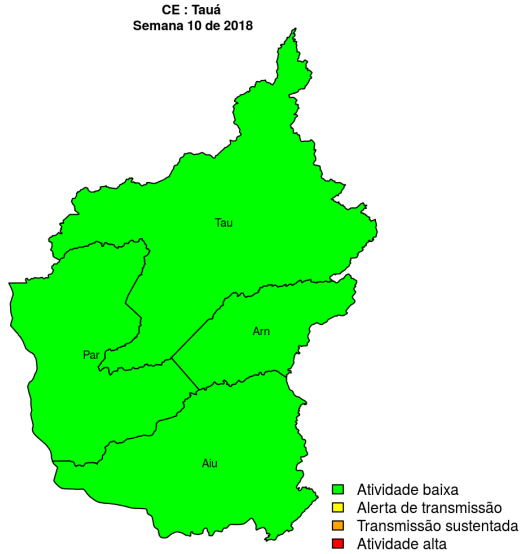 CE : Tauá
Semana 10 de 2018
Tau
Arn
Par
Aiu
Atividade baixa
Alerta de transmissão
Transmissão sustentada
Atividade alta